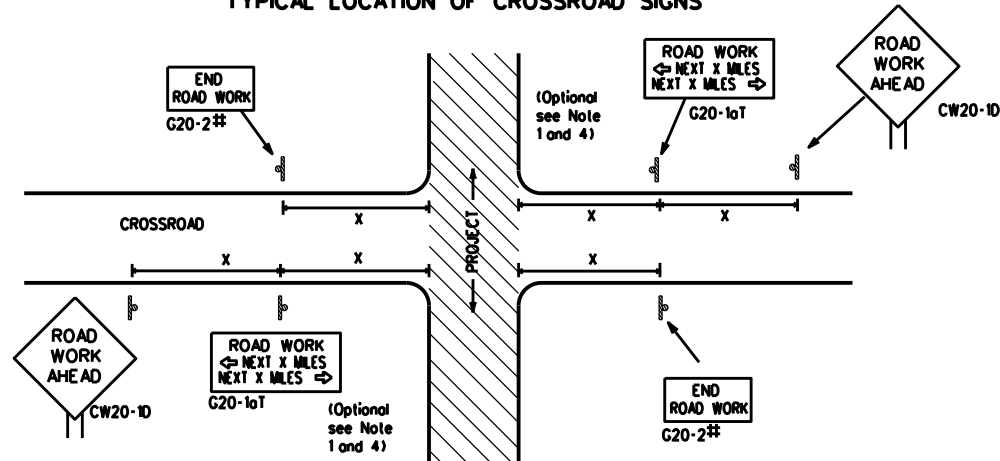 TYPICAL LOCATION OF CROSSROAD SIGNS
ROAD
WORK
AHEAD
CW20-1D
ROAD WORK
⇦ NEXT X MILES
NEXT X MILES ⇨
G20-1aT
(Optional
see Note
1 and 4)
END
ROAD WORK
G20-2#
X
X
X
CROSSROAD
PROJECT
X
X
X
ROAD
WORK
AHEAD
CW20-1D
ROAD WORK
⇦ NEXT X MILES
NEXT X MILES ⇨
G20-1aT
(Optional
see Note
1 and 4)
END
ROAD WORK
G20-2#